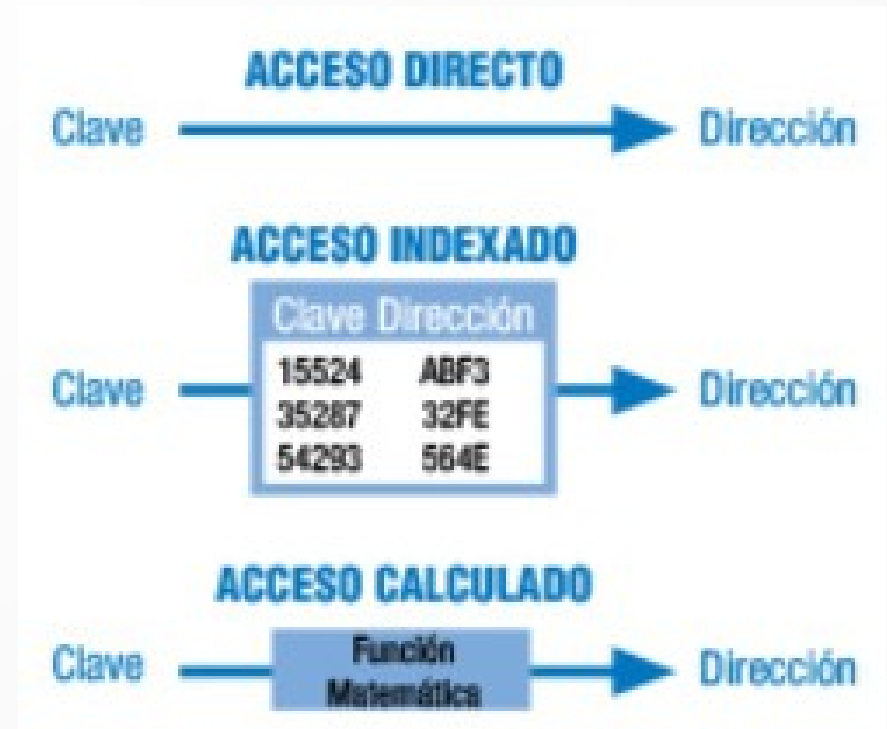 ACCESO DIRECTO
Clave Dirección
ACCESO INDEXADO
Clave Dirección
15524 ABF3
35287 32FE
54293 564E
Clave Dirección
ACCESO CALCULADO
Función
Matemática
Clave Dirección